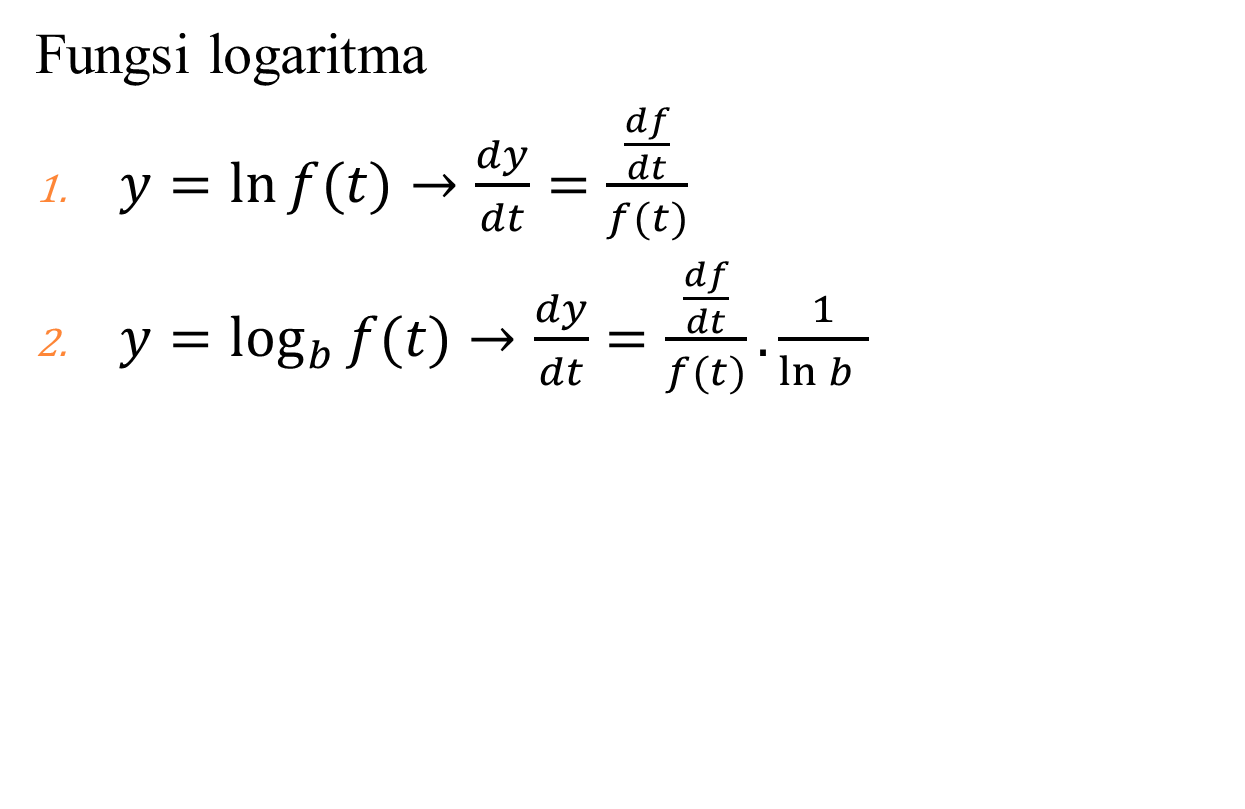 Fungsi logaritma
1. y = ln f(t) → dy/dt = (df/dt)/f(t)
2. y = log_b f(t) → dy/dt = (df/dt)/f(t) . 1/ln b